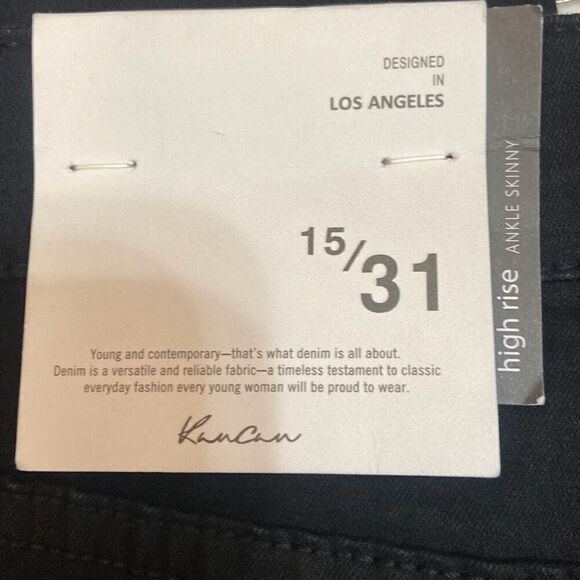 DESIGNED
IN
LOS ANGELES
15/31
Young and contemporary—that's what denim is all about.
Denim is a versatile and reliable fabric—a timeless testament to classic
everyday fashion every young woman will be proud to wear.
KanCan
high rise ANKLE SKINNY